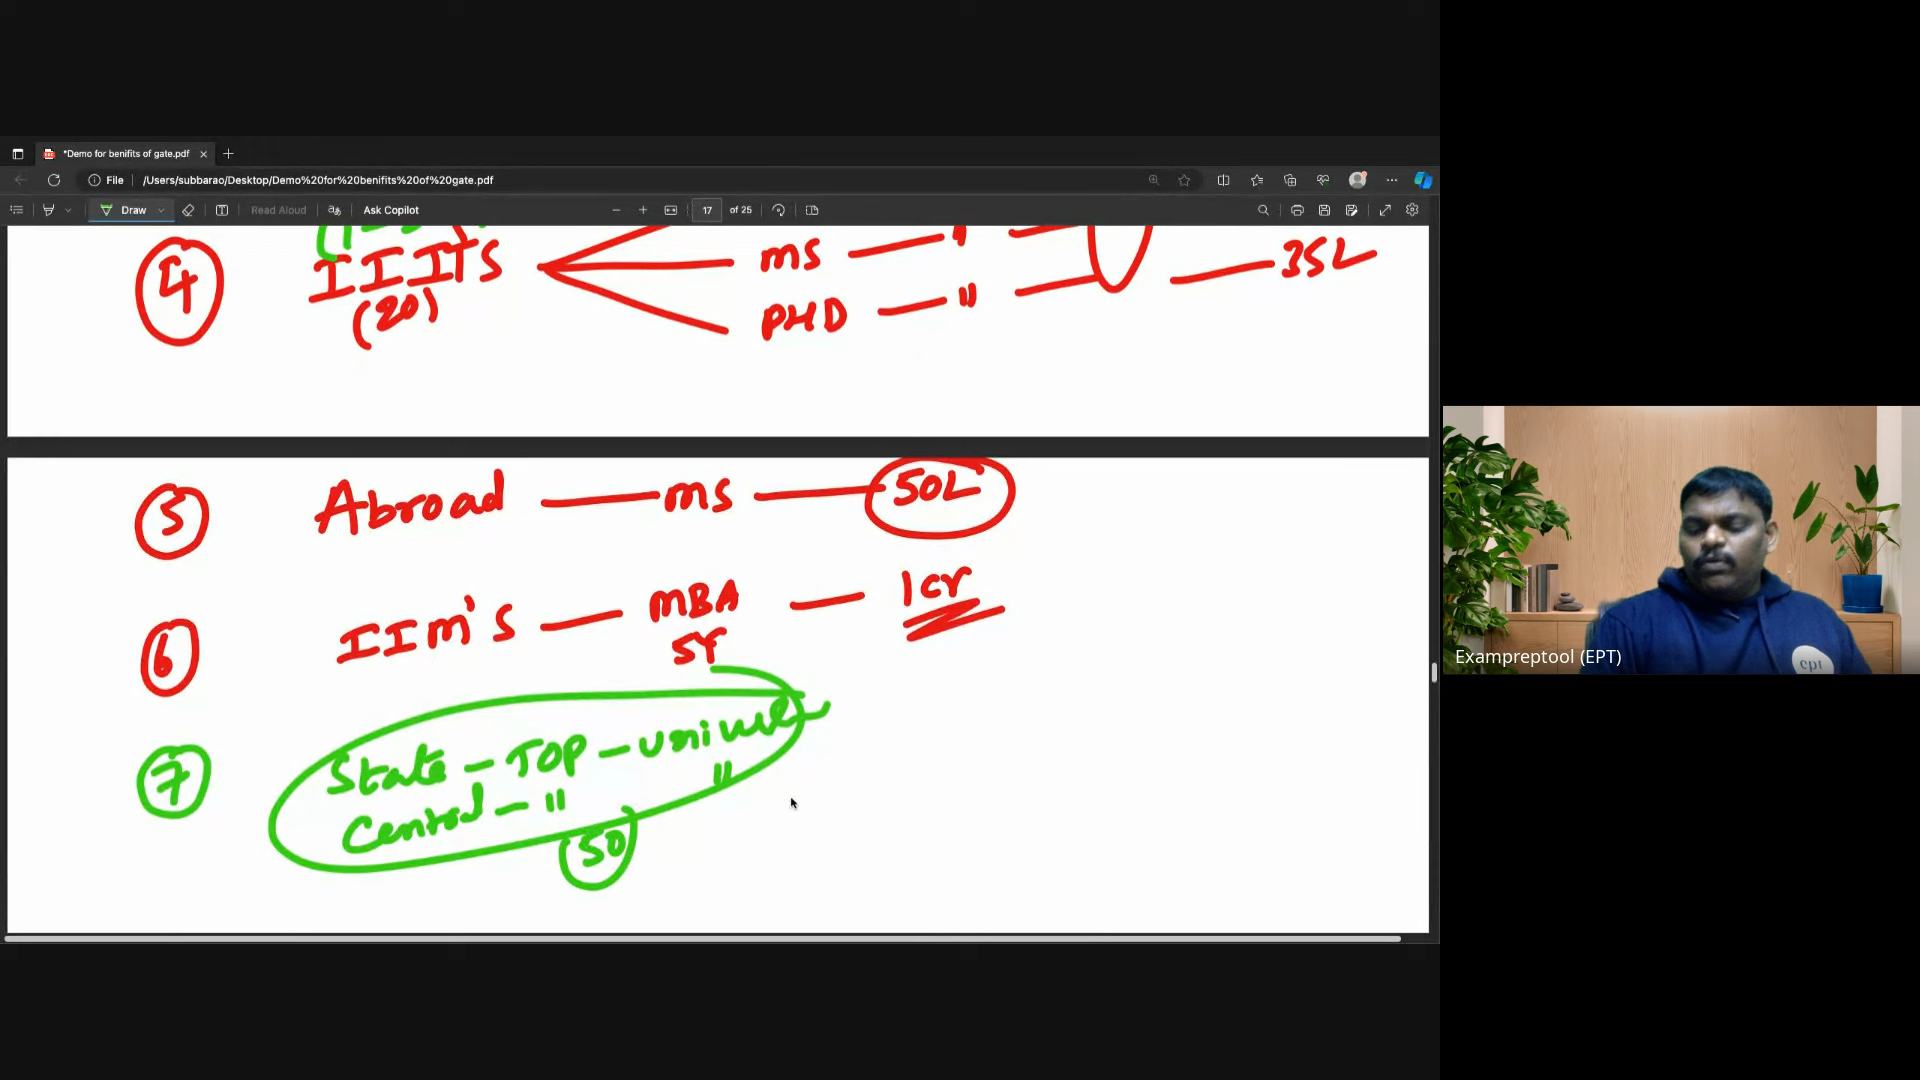 *Demo for benifits of gate.pdf
File /Users/subbarao/Desktop/Demo%20for%20benifits%20of%20gate.pdf
Draw Read Aloud Ask Copilot 17 of 25
4 IIITS ms — "
(20) PHD — " — 35L
5 Abroad — ms — 50L
6 IIm's — MBA — 1cr
7 State - TOP - univer
Central - " "
50
Exampreptool (EPT)
ept